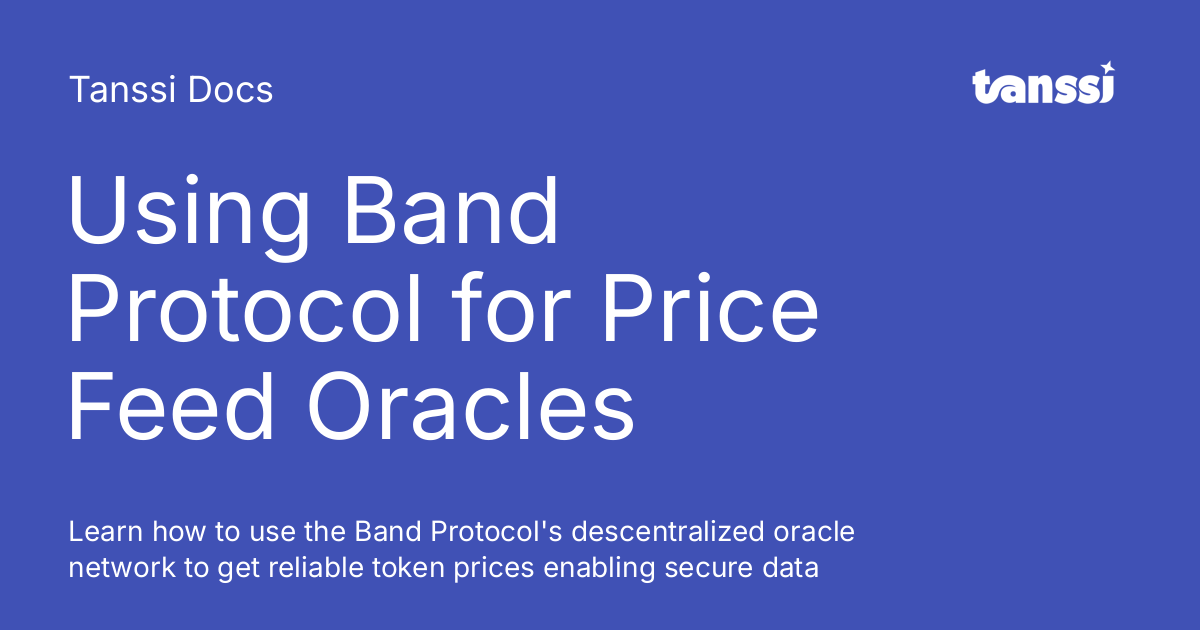 Tanssi Docs
tanssi
Using Band
Protocol for Price
Feed Oracles
Learn how to use the Band Protocol's descentralized oracle
network to get reliable token prices enabling secure data